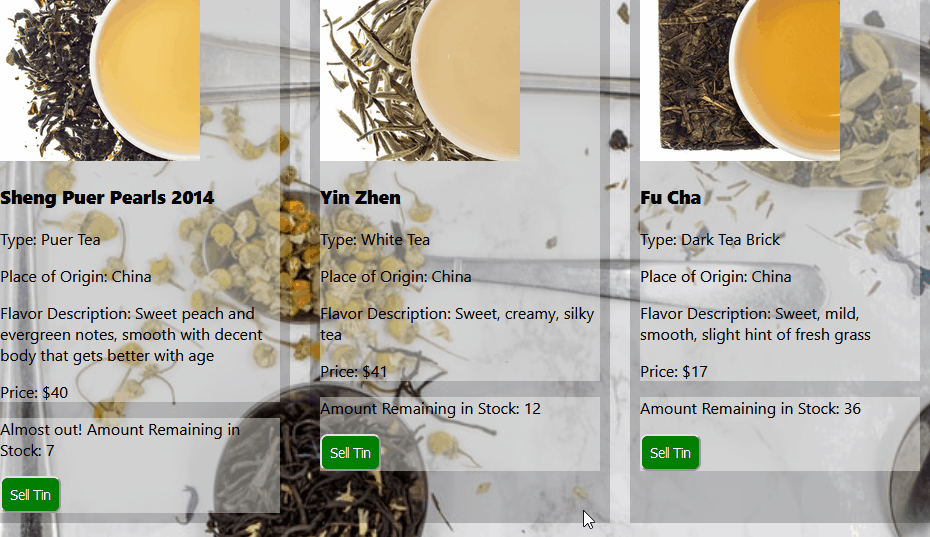 Sheng Puer Pearls 2014
Type: Puer Tea
Place of Origin: China
Flavor Description: Sweet peach and
evergreen notes, smooth with decent
body that gets better with age
Price: $40
Almost out! Amount Remaining in
Stock: 7
Sell Tin
Yin Zhen
Type: White Tea
Place of Origin: China
Flavor Description: Sweet, creamy, silky
tea
Price: $41
Amount Remaining in Stock: 12
Sell Tin
Fu Cha
Type: Dark Tea Brick
Place of Origin: China
Flavor Description: Sweet, mild,
smooth, slight hint of fresh grass
Price: $17
Amount Remaining in Stock: 36
Sell Tin